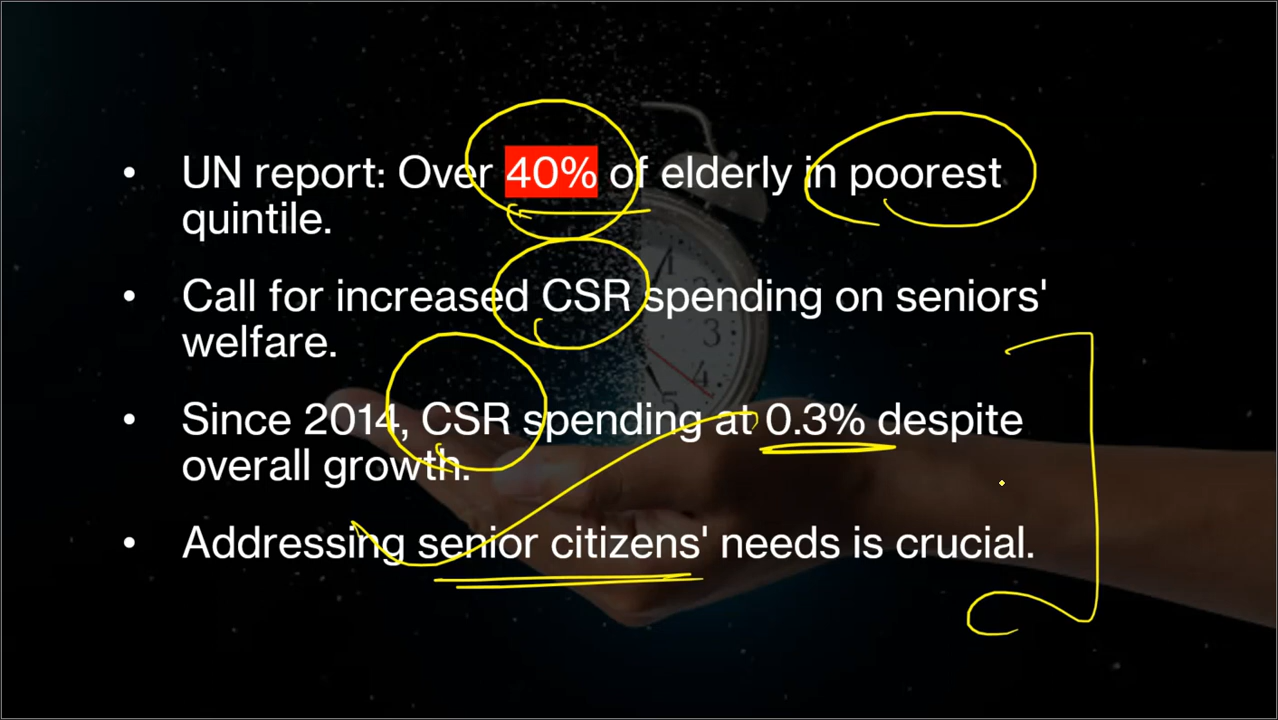 • UN report: Over 40% of elderly in poorest
quintile.
• Call for increased CSR spending on seniors'
welfare.
• Since 2014, CSR spending at 0.3% despite
overall growth.
• Addressing senior citizens' needs is crucial.